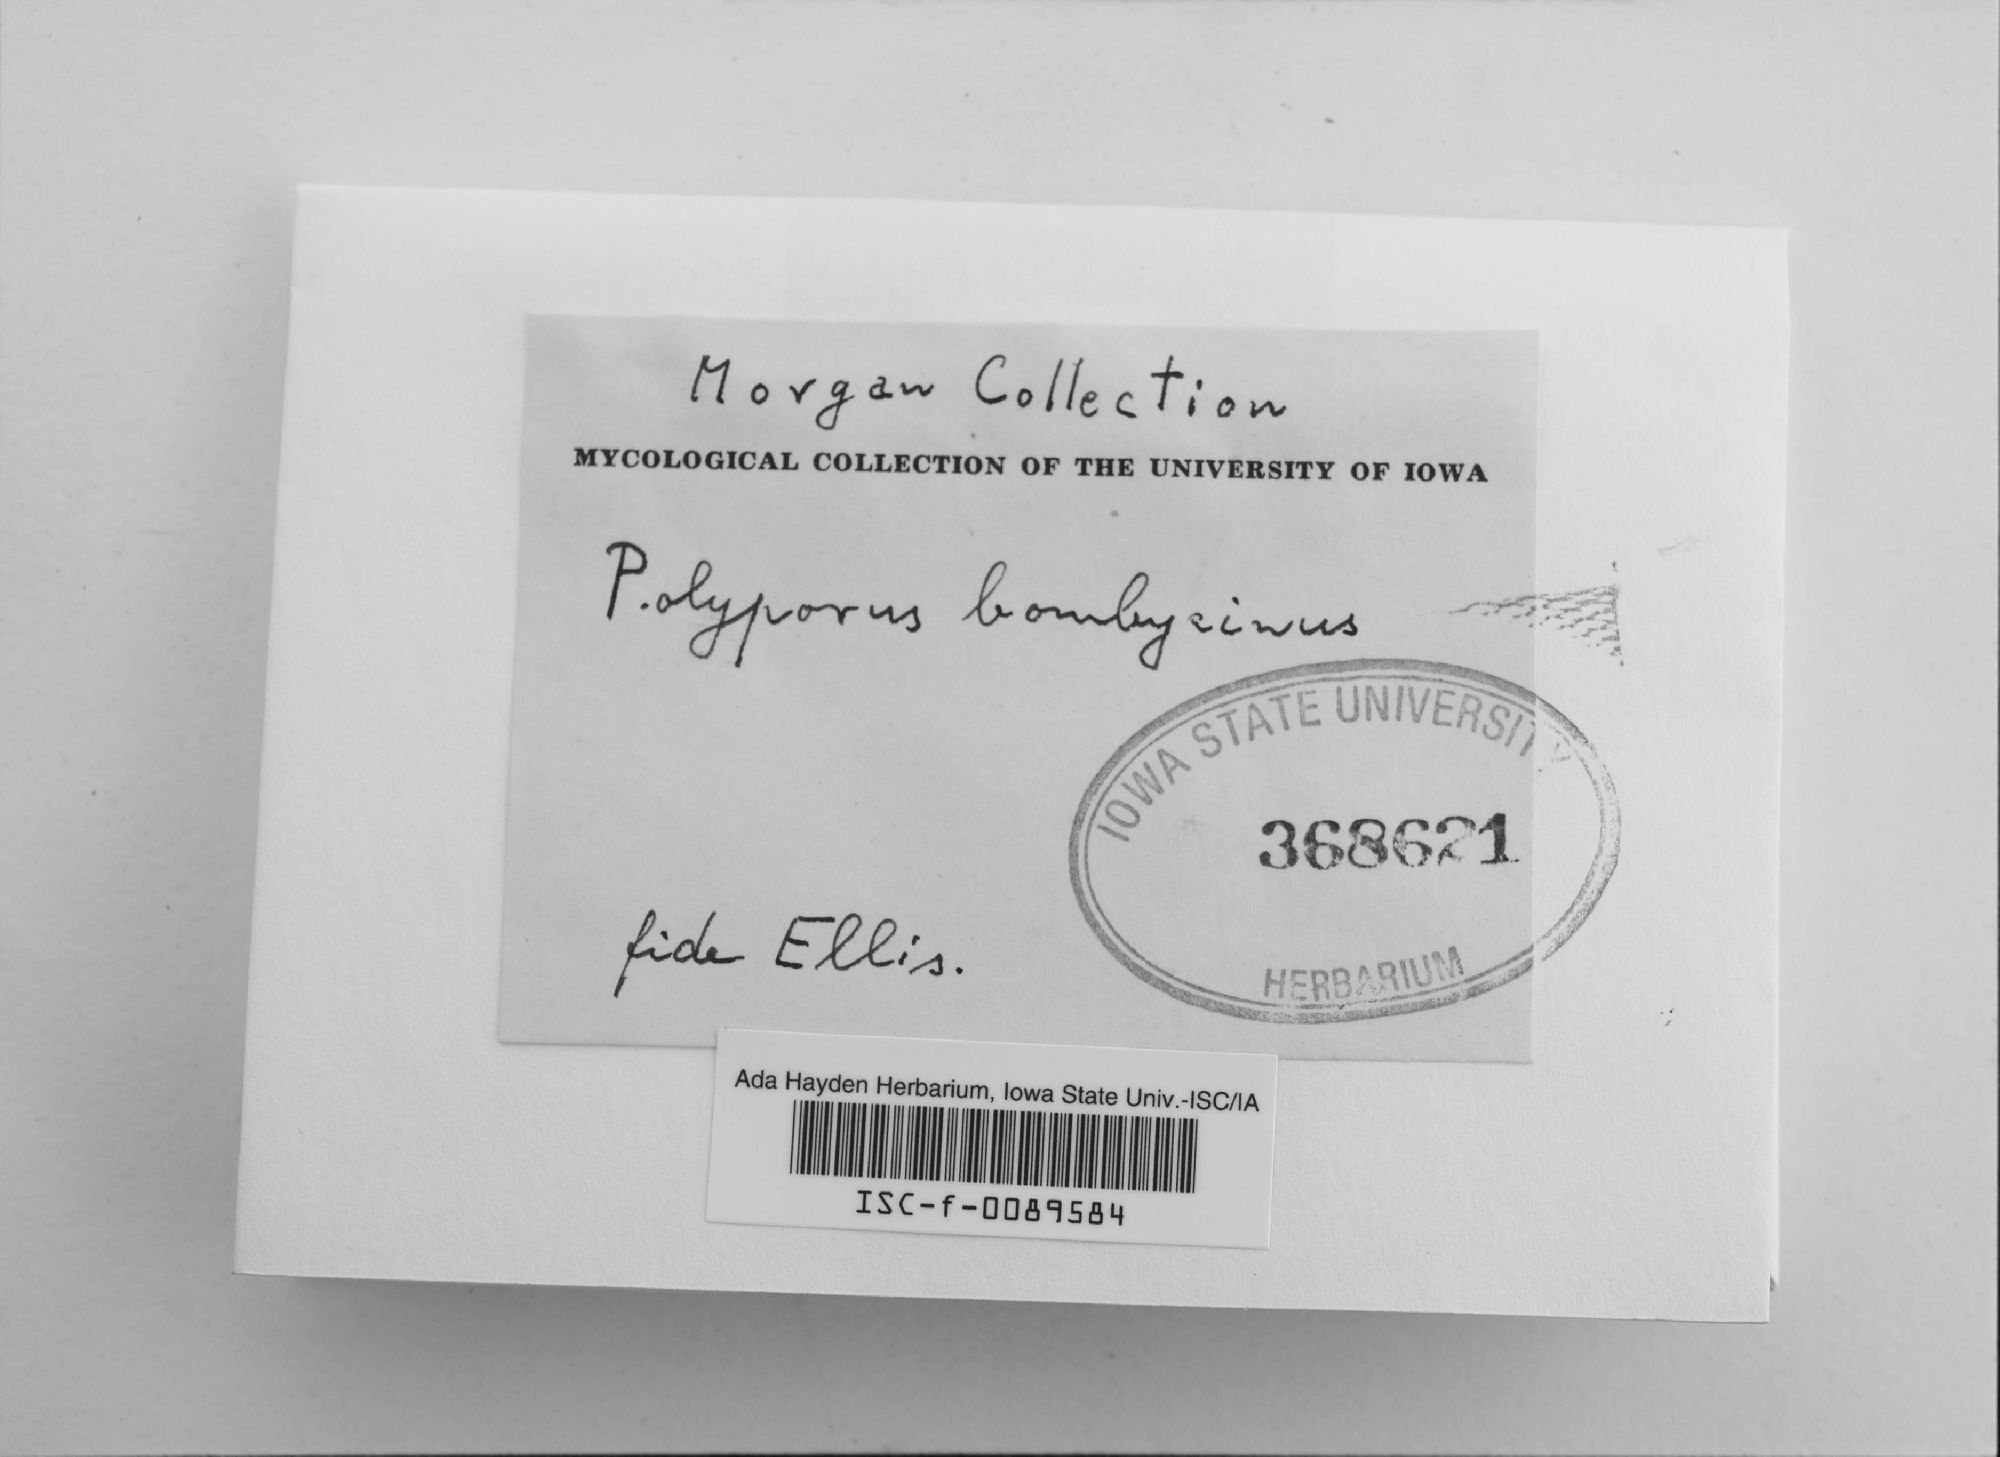 Morgan Collection
MYCOLOGICAL COLLECTION OF THE UNIVERSITY OF IOWA
Polyporus bombycinus
IOWA STATE UNIVERSITY
368621
HERBARIUM
fide Ellis.
Ada Hayden Herbarium, Iowa State Univ.-ISC/IA
ISC-f-0089584